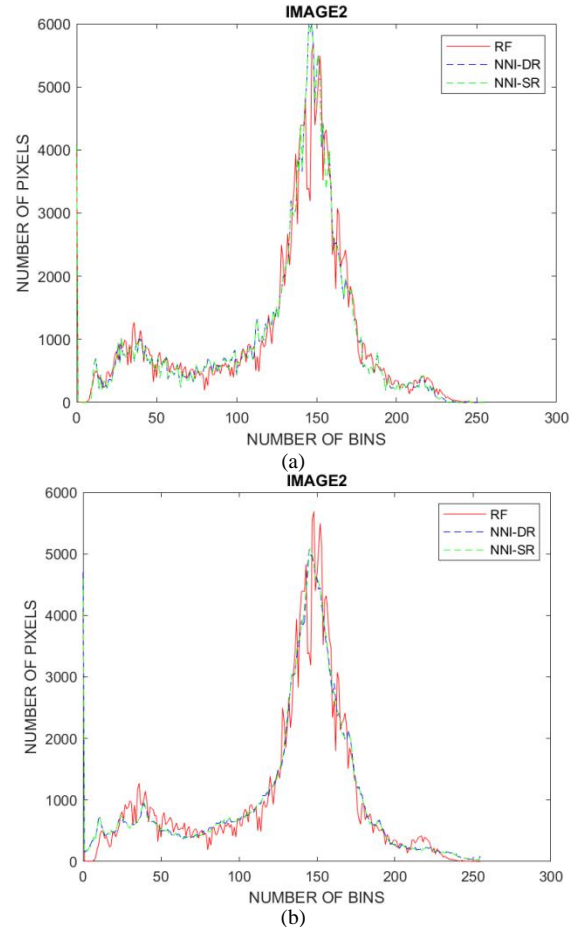 IMAGE2
RF
NNI-DR
NNI-SR
NUMBER OF PIXELS
6000
5000
4000
3000
2000
1000
0
0 50 100 150 200 250 300
NUMBER OF BINS
(a)
IMAGE2
RF
NNI-DR
NNI-SR
NUMBER OF PIXELS
6000
5000
4000
3000
2000
1000
0
0 50 100 150 200 250 300
NUMBER OF BINS
(b)